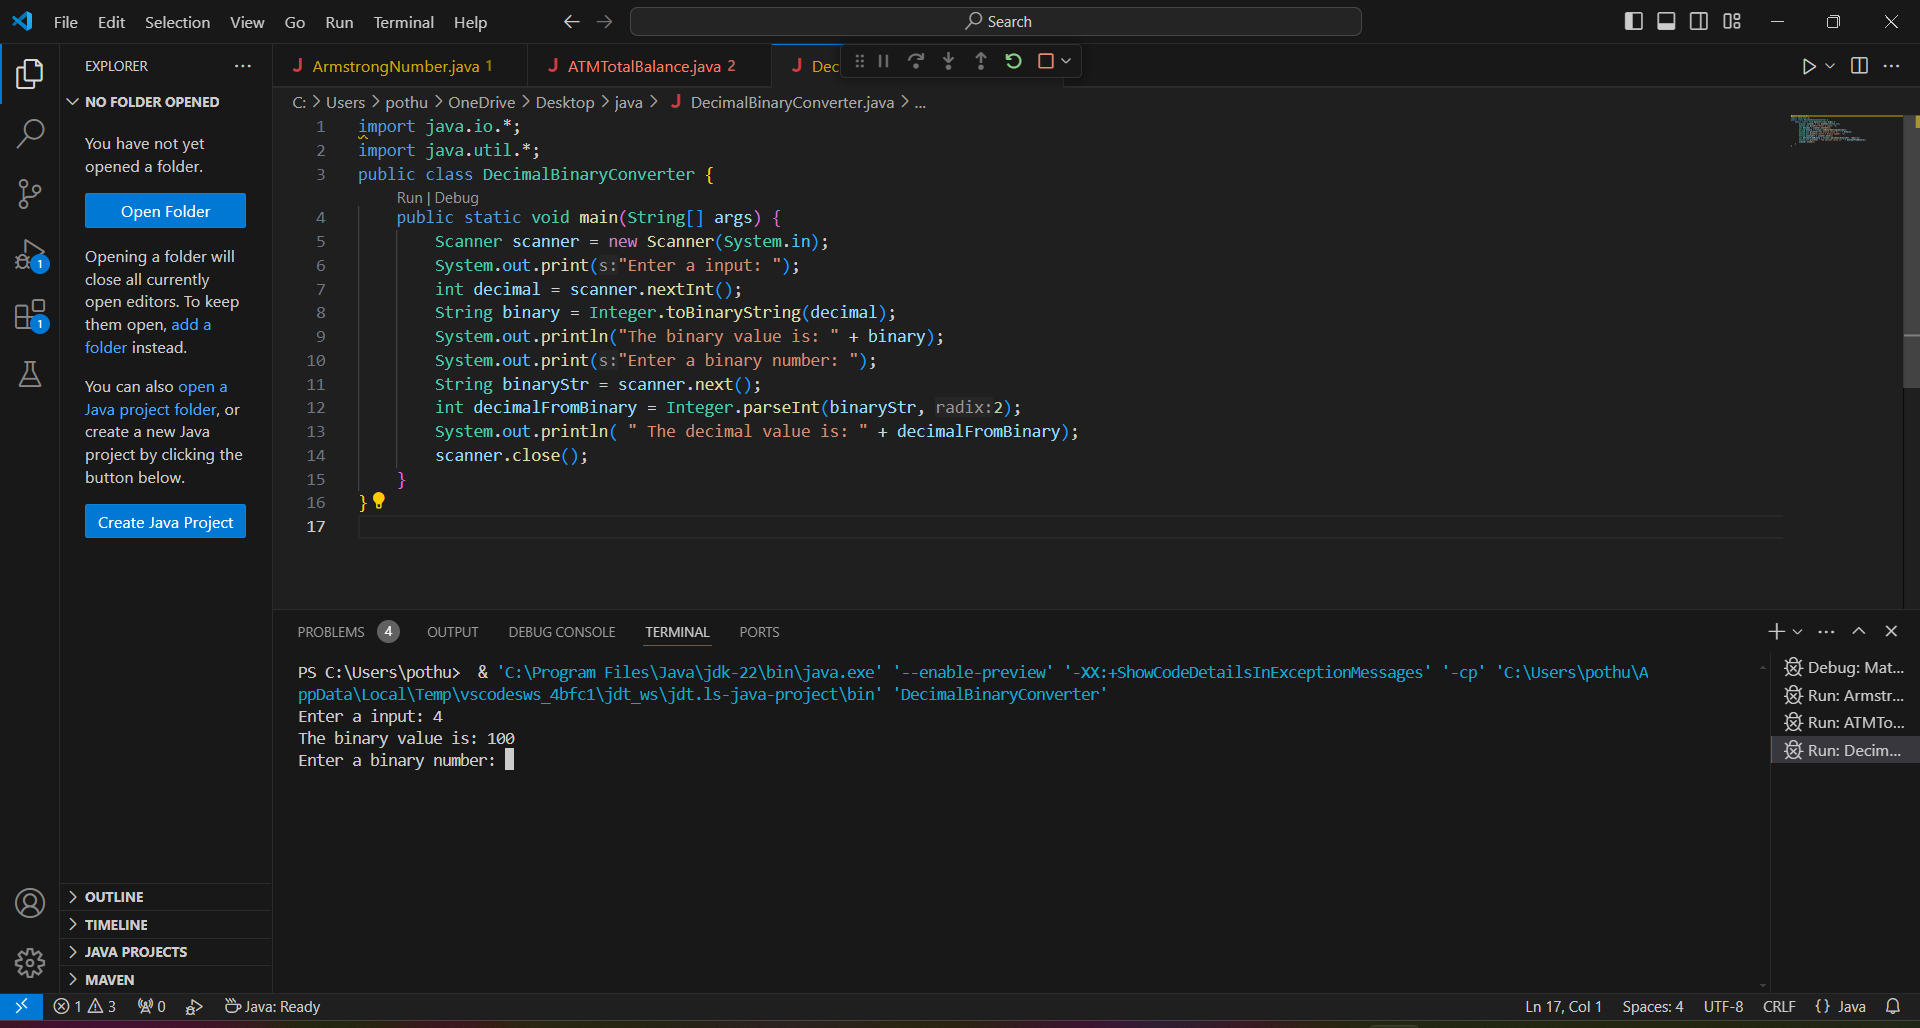 File Edit Selection View Go Run Terminal Help Search
EXPLORER
NO FOLDER OPENED
You have not yet
opened a folder.
Open Folder
Opening a folder will
close all currently
open editors. To keep
them open, add a
folder instead.
You can also open a
Java project folder, or
create a new Java
project by clicking the
button below.
Create Java Project
OUTLINE
TIMELINE
JAVA PROJECTS
MAVEN
1
1
ArmstrongNumber.java 1 ATMTotalBalance.java 2 Dec
C: > Users > pothu > OneDrive > Desktop > java > DecimalBinaryConverter.java > ...
1 import java.io.*;
2 import java.util.*;
3 public class DecimalBinaryConverter {
Run | Debug
4 public static void main(String[] args) {
5 Scanner scanner = new Scanner(System.in);
6 System.out.print(s:"Enter a input: ");
7 int decimal = scanner.nextInt();
8 String binary = Integer.toBinaryString(decimal);
9 System.out.println("The binary value is: " + binary);
10 System.out.print(s:"Enter a binary number: ");
11 String binaryStr = scanner.next();
12 int decimalFromBinary = Integer.parseInt(binaryStr, radix:2);
13 System.out.println( " The decimal value is: " + decimalFromBinary);
14 scanner.close();
15 }
16 }
17
PROBLEMS 4 OUTPUT DEBUG CONSOLE TERMINAL PORTS
PS C:\Users\pothu> & 'C:\Program Files\Java\jdk-22\bin\java.exe' '--enable-preview' '-XX:+ShowCodeDetailsInExceptionMessages' '-cp' 'C:\Users\pothu\A
ppData\Local\Temp\vscodesws_4bfc1\jdt_ws\jdt.ls-java-project\bin' 'DecimalBinaryConverter'
Enter a input: 4
The binary value is: 100
Enter a binary number:
Debug: Mat...
Run: Armstr...
Run: ATMTo...
Run: Decim...
1 3 0 Java: Ready Ln 17, Col 1 Spaces: 4 UTF-8 CRLF {} Java